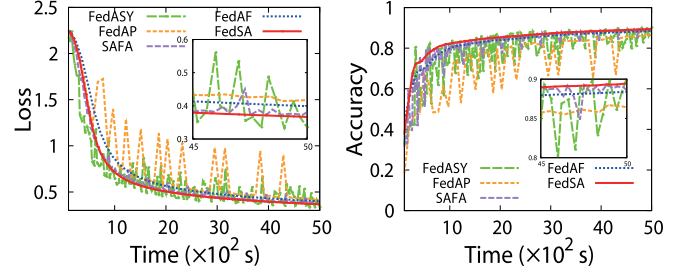 FedASY FedAF
FedAP FedSA
SAFA
2.5
2
1.5
1
0.5
Loss
0.6
0.5
0.4
0.3
45 50
10 20 30 40 50
Time (×10² s)
1
0.8
0.6
0.4
0.2
0
Accuracy
0.9
0.85
0.8
45 50
FedASY FedAF
FedAP FedSA
SAFA
10 20 30 40 50
Time (×10² s)